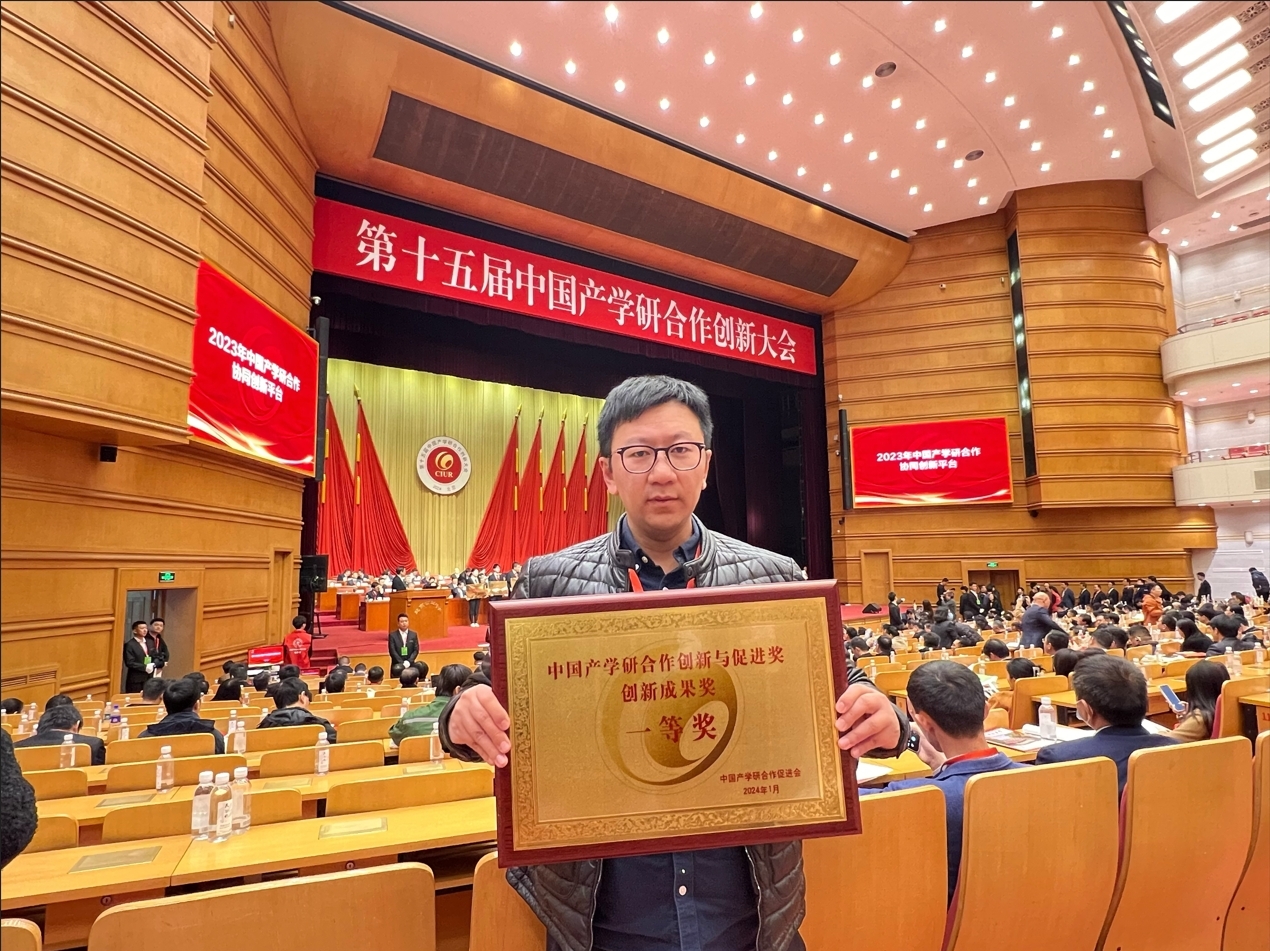 第十五届中国产学研合作创新大会
2023年中国产学研合作
协同创新平台
CIUR
2023年中国产学研合作
协同创新平台
中国产学研合作创新与促进奖
创新成果奖
一等奖
中国产学研合作促进会
2024年1月